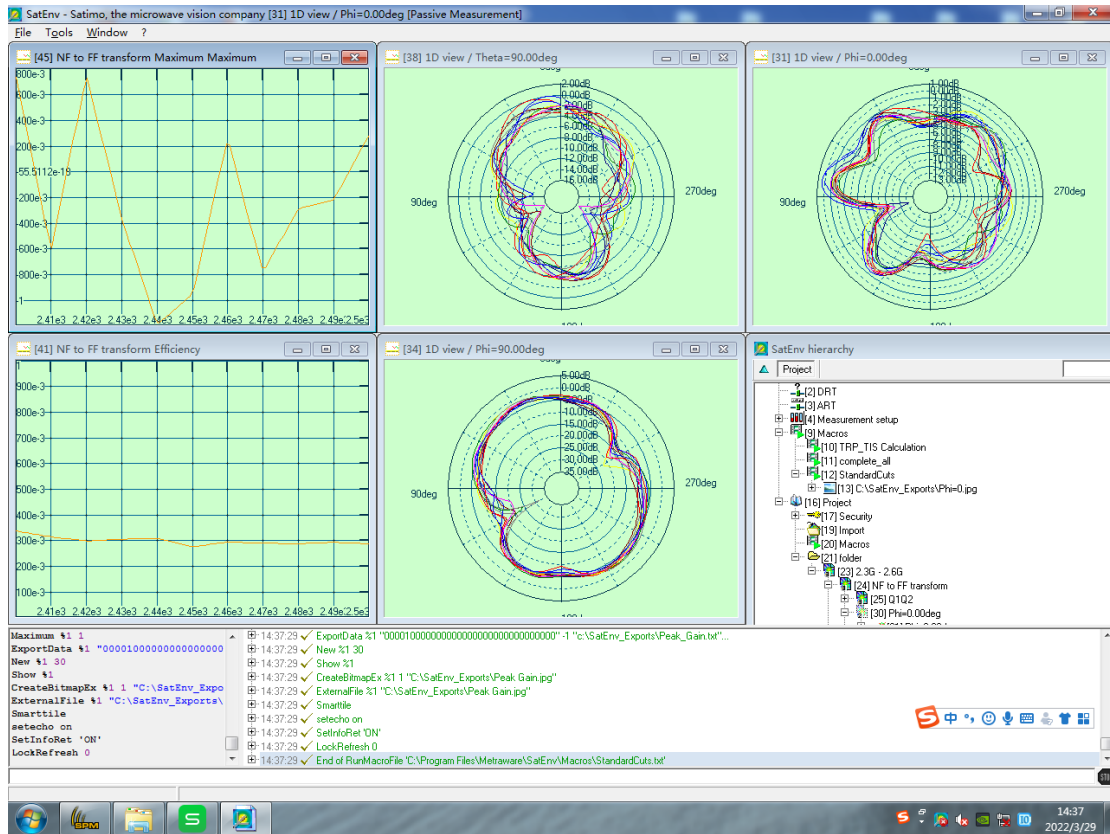 SatEnv - Satimo, the microwave vision company [31] 1D view / Phi=0.00deg [Passive Measurement]
File Tools Window ?
[45] NF to FF transform Maximum Maximum
800e-3
600e-3
400e-3
200e-3
-55.5112e-18
-200e-3
-400e-3
-600e-3
-800e-3
-1
2.41e3 2.42e3 2.43e3 2.44e3 2.45e3 2.46e3 2.47e3 2.48e3 2.49e2.5e3
[38] 1D view / Theta=90.00deg
2.00dB
0.00dB
90deg
270deg
[31] 1D view / Phi=0.00deg
90deg
270deg
[41] NF to FF transform Efficiency
1
900e-3
800e-3
700e-3
600e-3
500e-3
400e-3
300e-3
200e-3
100e-3
2.41e3 2.42e3 2.43e3 2.44e3 2.45e3 2.46e3 2.47e3 2.48e3 2.49e2.5e3
[34] 1D view / Phi=90.00deg
5.00dB
0.00dB
10.00dB
15.00dB
20.00dB
25.00dB
30.00dB
35.00dB
90deg
270deg
SatEnv hierarchy
Project
[2] DRT
[3] ART
[4] Measurement setup
[9] Macros
[10] TRP_TIS Calculation
[11] complete_all
[12] StandardCuts
[13] C:\SatEnv_Exports\Phi=0.jpg
[16] Project
[17] Security
[19] Import
[20] Macros
[21] folder
[23] 2.3G - 2.6G
[24] NF to FF transform
[25] Q1Q2
[30] Phi=0.00deg
Maximum %1 1
ExportData %1 "00001000000000000000
New %1 30
Show %1
CreateBitmapEx %1 1 "C:\SatEnv_Expo
ExternalFile %1 "C:\SatEnv_Exports\
Smarttile
setecho on
SetInfoRet 'ON'
LockRefresh 0
14:37:29 ExportData %1 "00001000000000000000000000000000" -1 "c:\SatEnv_Exports\Peak_Gain.txt"...
14:37:29 New %1 30
14:37:29 Show %1
14:37:29 CreateBitmapEx %1 1 "C:\SatEnv_Exports\Peak Gain.jpg"
14:37:29 ExternalFile %1 "C:\SatEnv_Exports\Peak Gain.jpg"
14:37:29 Smarttile
14:37:29 setecho on
14:37:29 SetInfoRet 'ON'
14:37:29 LockRefresh 0
14:37:29 End of RunMacroFile 'C:\Program Files\Metraware\SatEnv\Macros\StandardCuts.txt'
中
SPM
14:37
2022/3/29